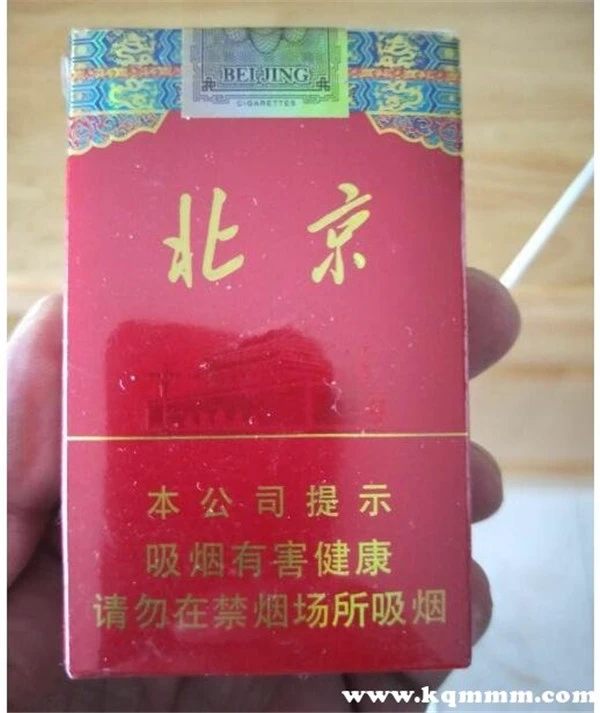 BEIJING
CIGARETTES
北京
本公司提示
吸烟有害健康
请勿在禁烟场所吸烟
www.kqmmm.com